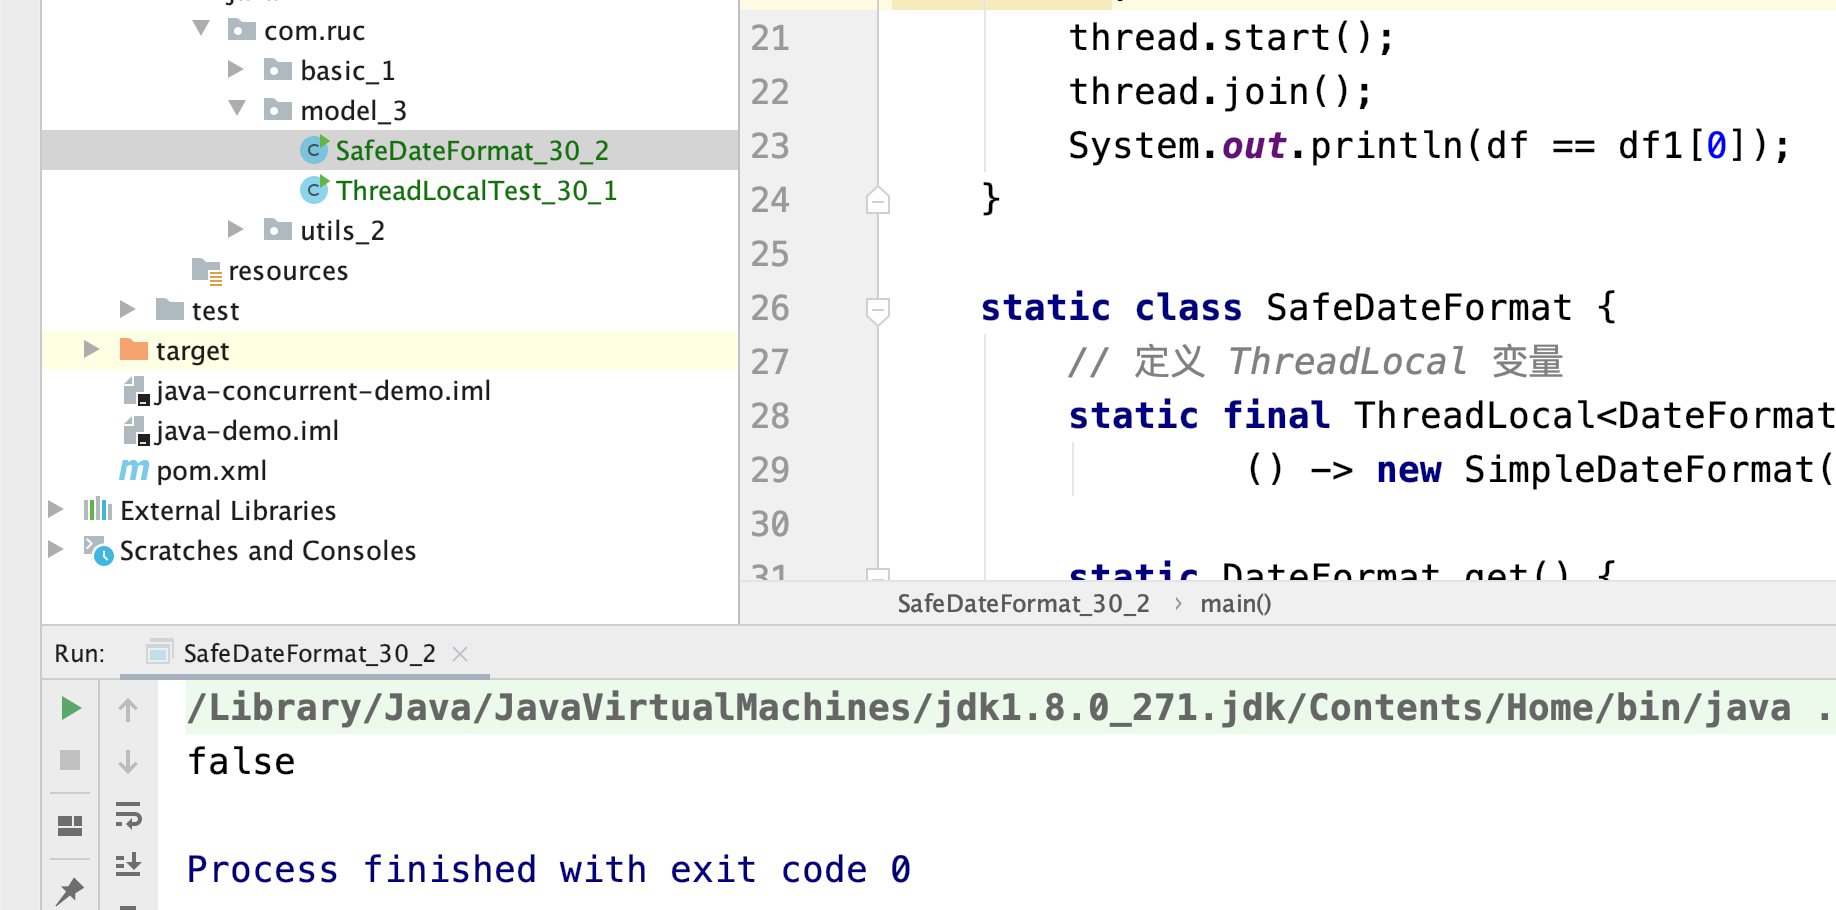 com.ruc
basic_1
model_3
SafeDateFormat_30_2
ThreadLocalTest_30_1
utils_2
resources
test
target
java-concurrent-demo.iml
java-demo.iml
pom.xml
External Libraries
Scratches and Consoles
21 thread.start();
22 thread.join();
23 System.out.println(df == df1[0]);
24 }
25
26 static class SafeDateFormat {
27 // 定义 ThreadLocal 变量
28 static final ThreadLocal<DateFormat
29 () -> new SimpleDateFormat(
30
31 static DateFormat get() {
SafeDateFormat_30_2 › main()
Run: SafeDateFormat_30_2
/Library/Java/JavaVirtualMachines/jdk1.8.0_271.jdk/Contents/Home/bin/java .
false
Process finished with exit code 0